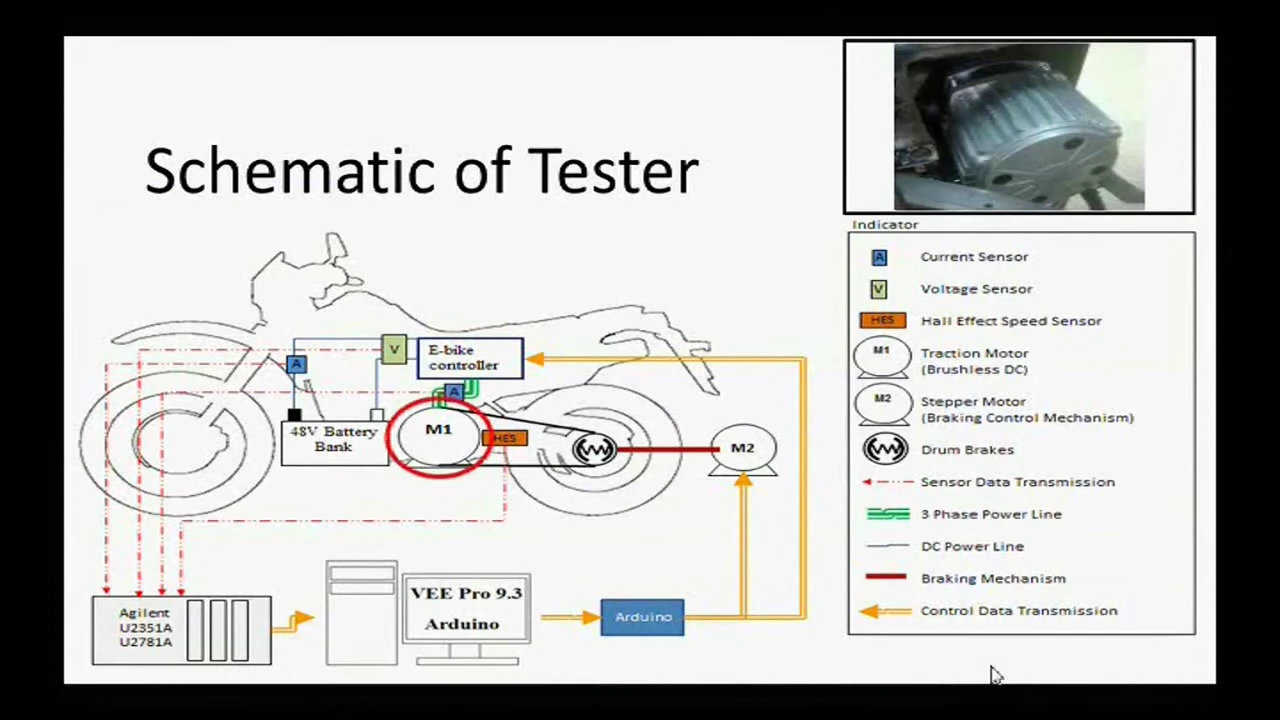 Schematic of Tester
Indicator
A Current Sensor
V Voltage Sensor
HES Hall Effect Speed Sensor
M1 Traction Motor
(Brushless DC)
M2 Stepper Motor
(Braking Control Mechanism)
Drum Brakes
Sensor Data Transmission
3 Phase Power Line
DC Power Line
Braking Mechanism
Control Data Transmission
A
V
E-bike
controller
A
48V Battery
Bank
M1
HES
M2
Agilent
U2351A
U2781A
VEE Pro 9.3
Arduino
Arduino